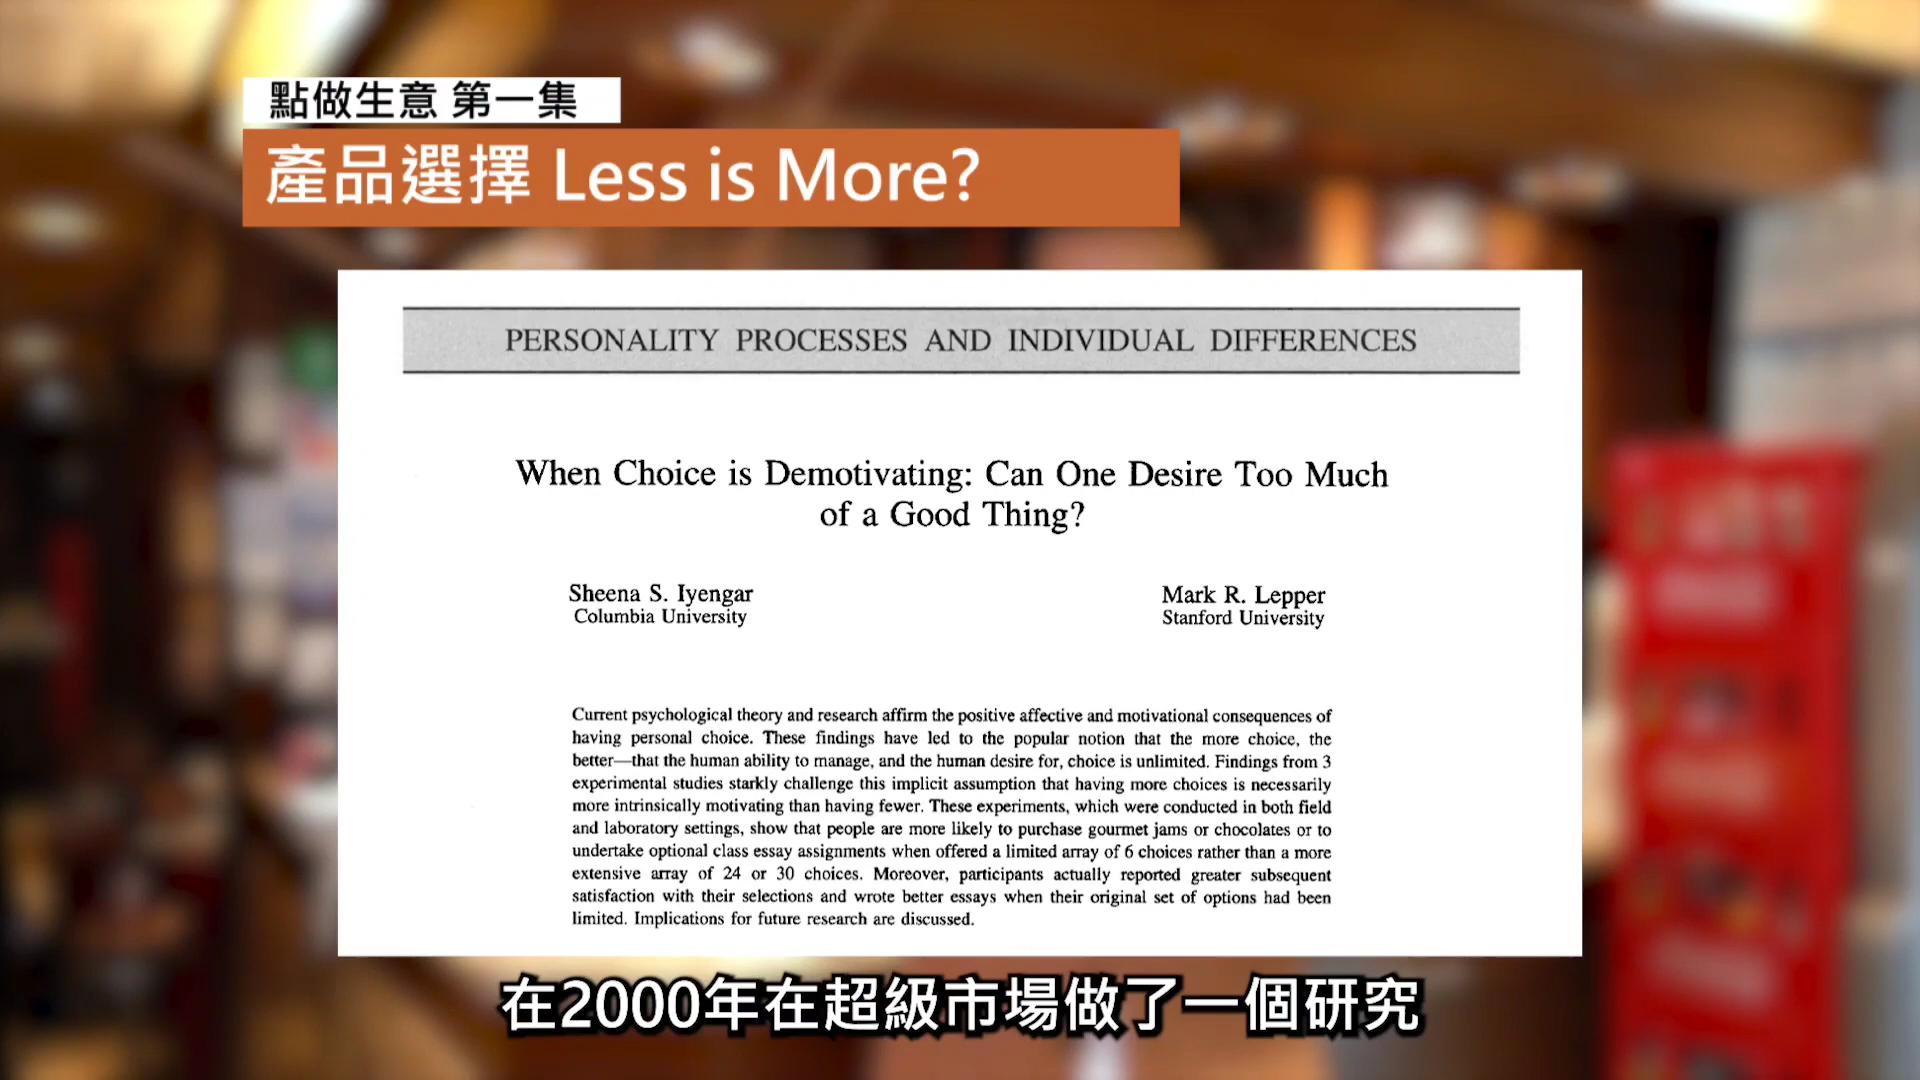 點做生意 第一集
產品選擇 Less is More?
PERSONALITY PROCESSES AND INDIVIDUAL DIFFERENCES
When Choice is Demotivating: Can One Desire Too Much
of a Good Thing?
Sheena S. Iyengar
Columbia University
Mark R. Lepper
Stanford University
Current psychological theory and research affirm the positive affective and motivational consequences of
having personal choice. These findings have led to the popular notion that the more choice, the
better—that the human ability to manage, and the human desire for, choice is unlimited. Findings from 3
experimental studies starkly challenge this implicit assumption that having more choices is necessarily
more intrinsically motivating than having fewer. These experiments, which were conducted in both field
and laboratory settings, show that people are more likely to purchase gourmet jams or chocolates or to
undertake optional class essay assignments when offered a limited array of 6 choices rather than a more
extensive array of 24 or 30 choices. Moreover, participants actually reported greater subsequent
satisfaction with their selections and wrote better essays when their original set of options had been
limited. Implications for future research are discussed.
在2000年在超級市場做了一個研究